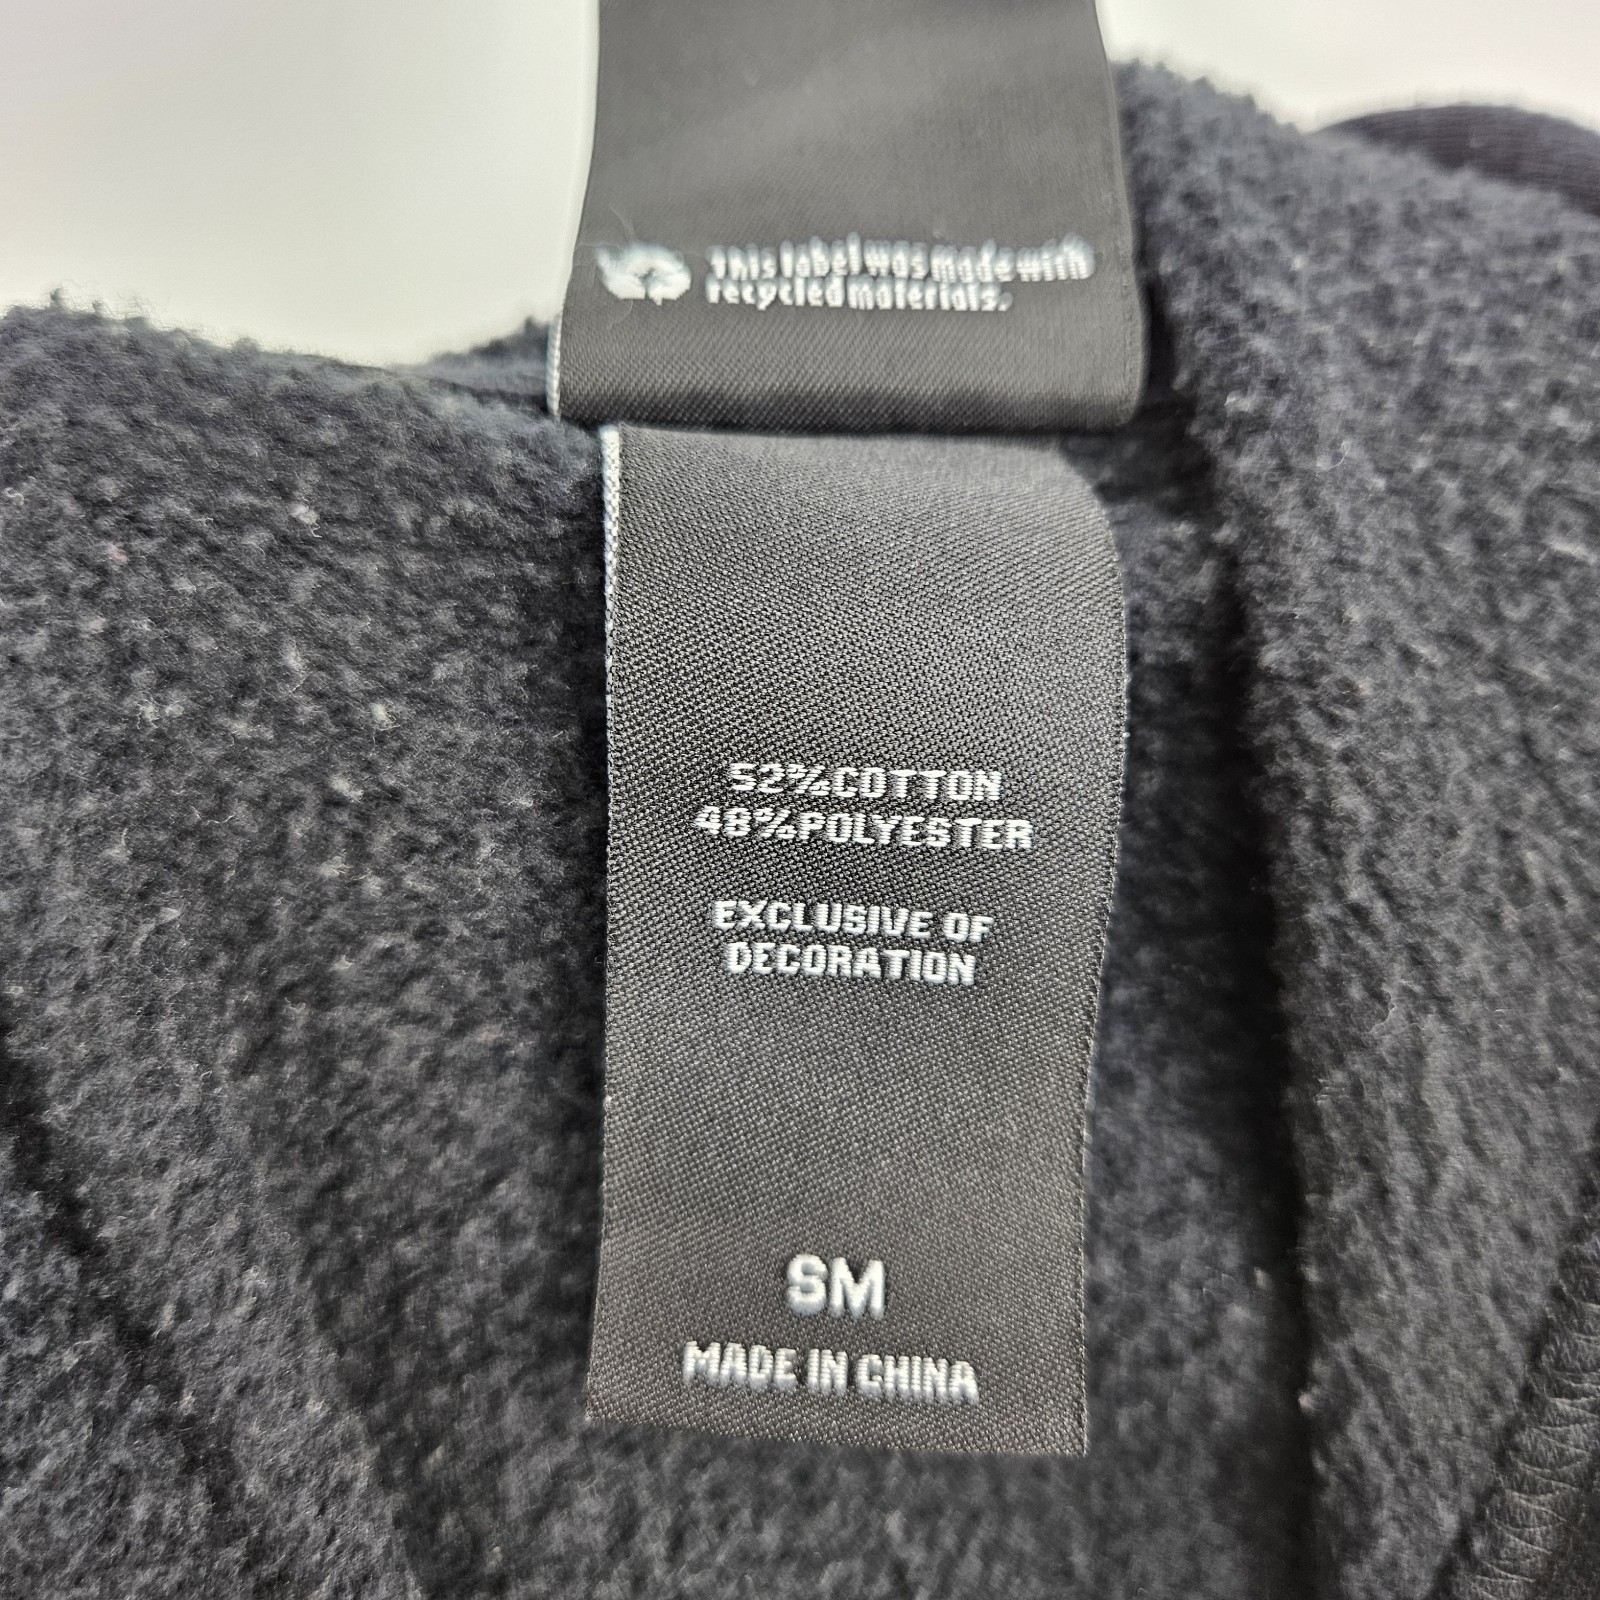 This label was made with
recycled materials.
52%COTTON
48%POLYESTER
EXCLUSIVE OF
DECORATION
SM
MADE IN CHINA